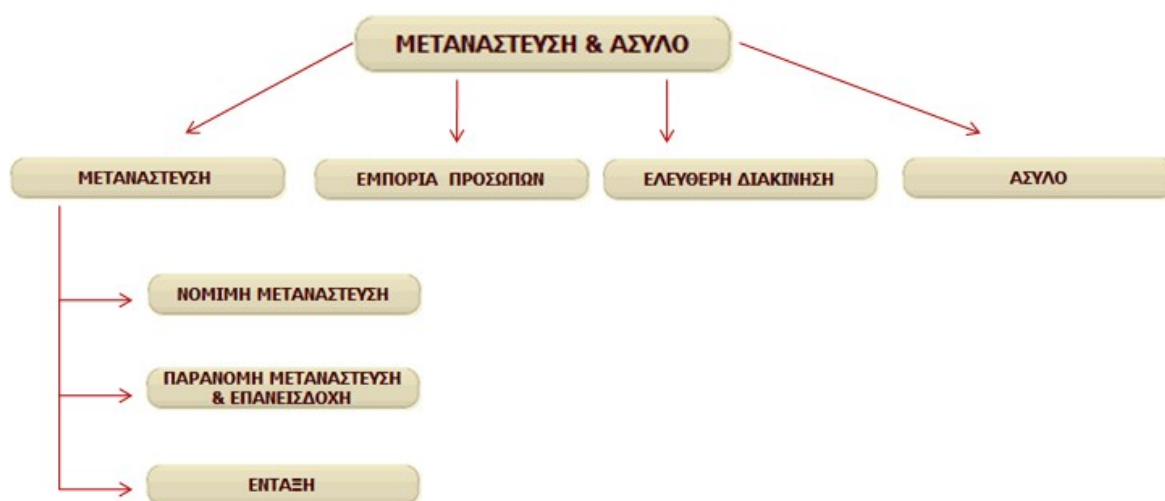 ΜΕΤΑΝΑΣΤΕΥΣΗ & ΑΣΥΛΟ
ΜΕΤΑΝΑΣΤΕΥΣΗ
ΕΜΠΟΡΙΑ ΠΡΟΣΩΠΩΝ
ΕΛΕΥΘΕΡΗ ΔΙΑΚΙΝΗΣΗ
ΑΣΥΛΟ
ΝΟΜΙΜΗ ΜΕΤΑΝΑΣΤΕΥΣΗ
ΠΑΡΑΝΟΜΗ ΜΕΤΑΝΑΣΤΕΥΣΗ
& ΕΠΑΝΕΙΣΔΟΧΗ
ΕΝΤΑΞΗ